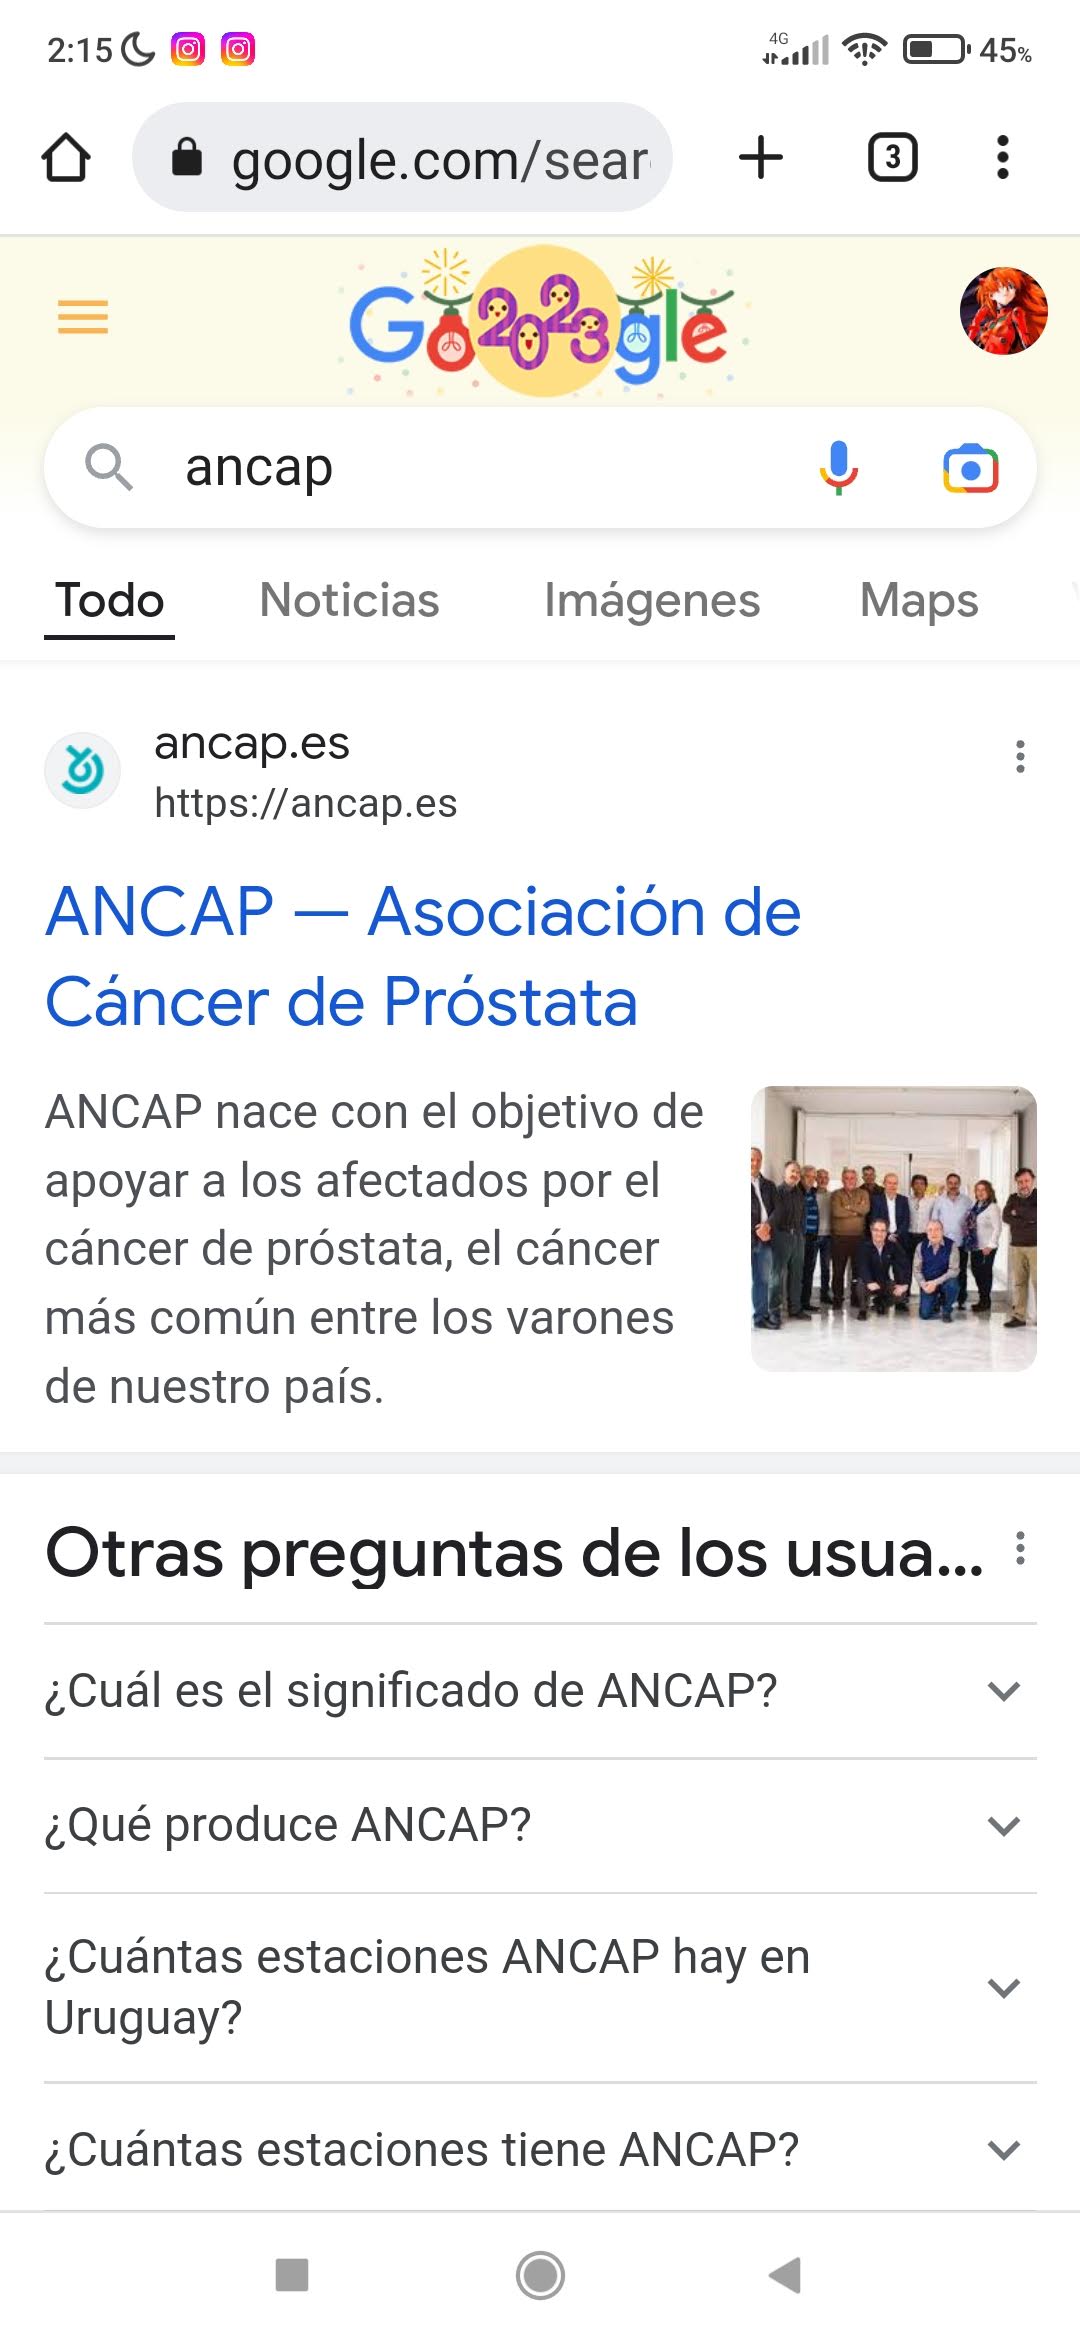 2:15
4G
45%
google.com/sear
3
Go2023gle
ancap
Todo Noticias Imágenes Maps
ancap.es
https://ancap.es
ANCAP — Asociación de
Cáncer de Próstata
ANCAP nace con el objetivo de
apoyar a los afectados por el
cáncer de próstata, el cáncer
más común entre los varones
de nuestro país.
Otras preguntas de los usua...
¿Cuál es el significado de ANCAP?
¿Qué produce ANCAP?
¿Cuántas estaciones ANCAP hay en
Uruguay?
¿Cuántas estaciones tiene ANCAP?